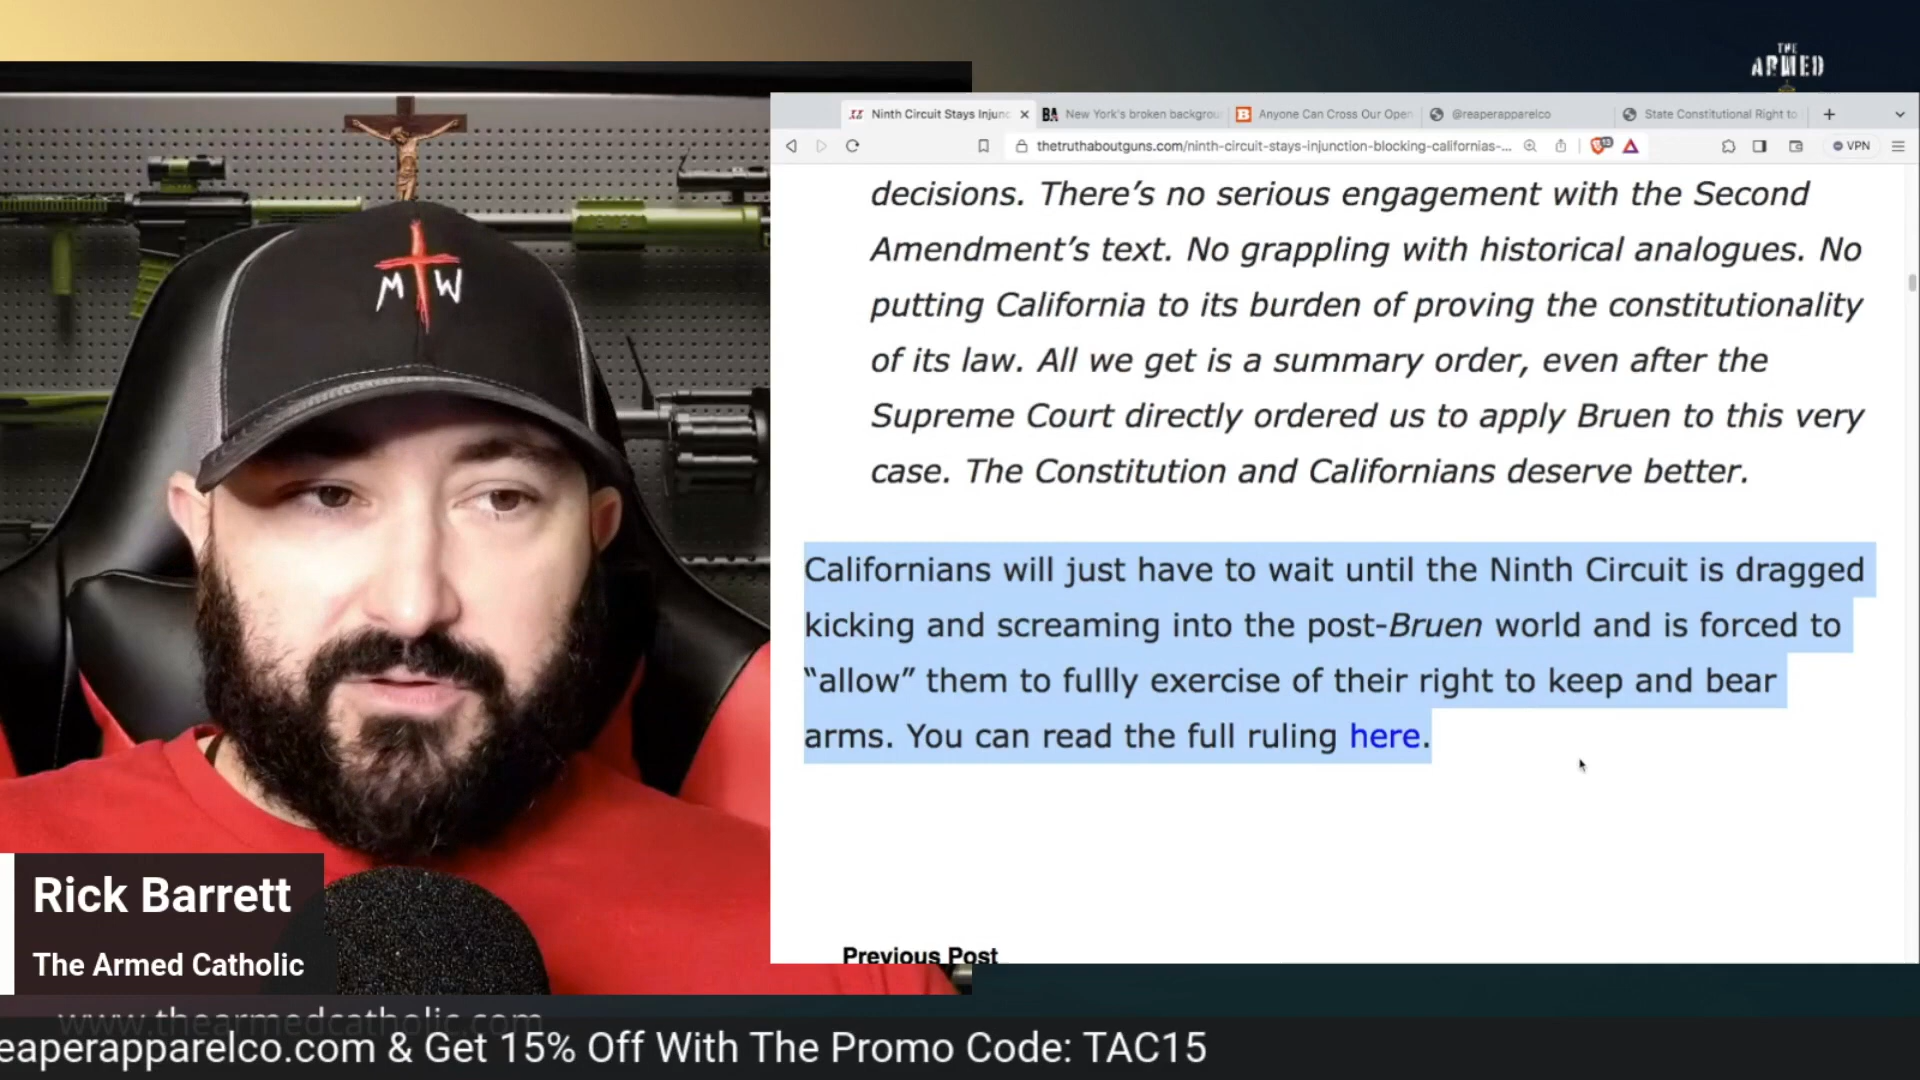 THE
ARMED
Ninth Circuit Stays Injunc
BA New York's broken backgrou
B Anyone Can Cross Our Open
@reaperapparelco
State Constitutional Right to
thetruthaboutguns.com/ninth-circuit-stays-injunction-blocking-californias-...
VPN
decisions. There's no serious engagement with the Second
Amendment's text. No grappling with historical analogues. No
putting California to its burden of proving the constitutionality
of its law. All we get is a summary order, even after the
Supreme Court directly ordered us to apply Bruen to this very
case. The Constitution and Californians deserve better.
Californians will just have to wait until the Ninth Circuit is dragged
kicking and screaming into the post-Bruen world and is forced to
“allow” them to fullly exercise of their right to keep and bear
arms. You can read the full ruling here.
Previous Post
M W
Rick Barrett
The Armed Catholic
www.thearmedcatholic.com
eaperapparelco.com & Get 15% Off With The Promo Code: TAC15